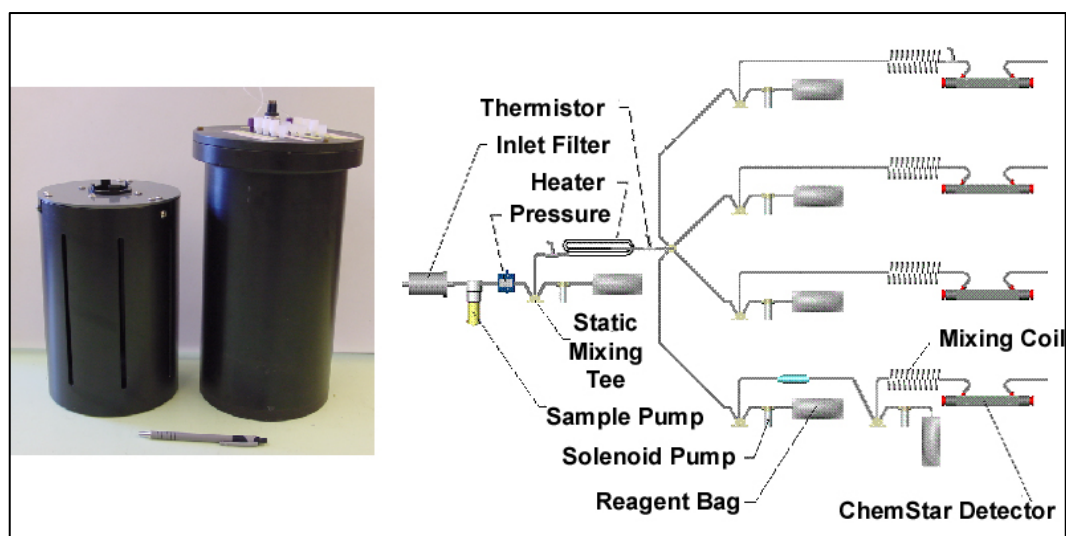 Thermistor
Inlet Filter
Heater
Pressure
Static
Mixing
Tee
Mixing Coil
Sample Pump
Solenoid Pump
Reagent Bag
ChemStar Detector